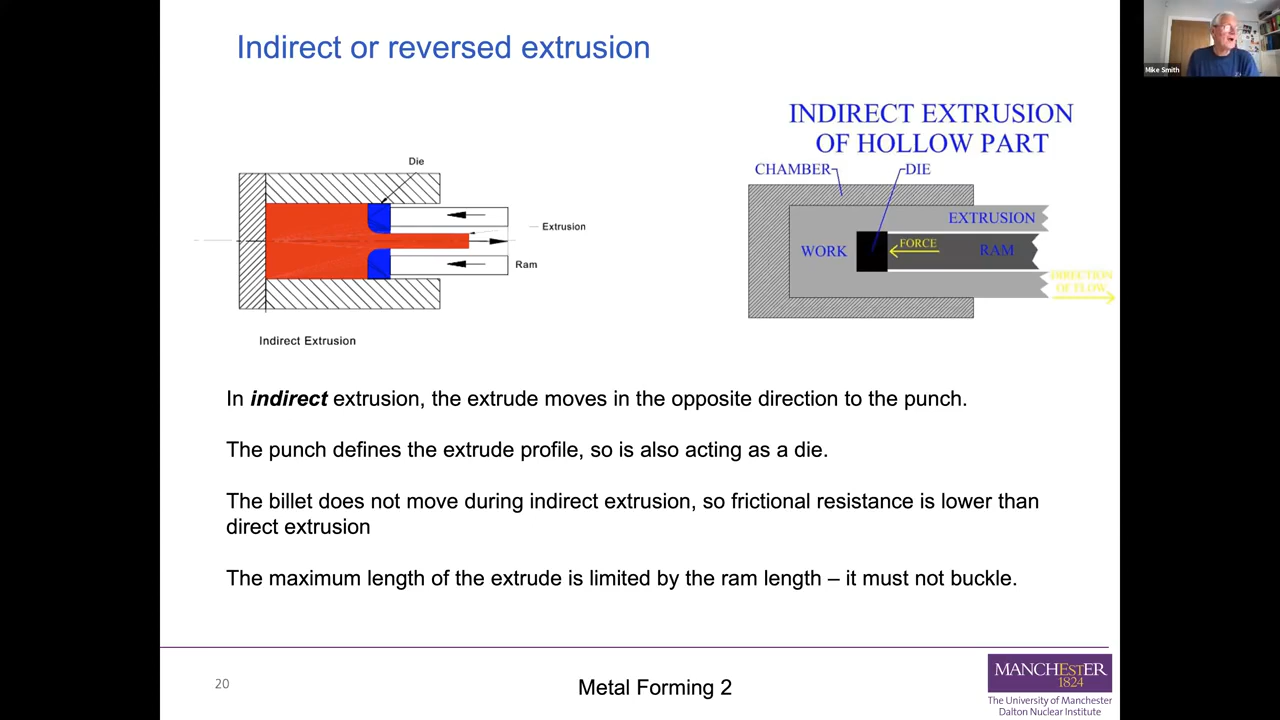 Indirect or reversed extrusion
Mike Smith
Die
Extrusion
Ram
Indirect Extrusion
INDIRECT EXTRUSION
OF HOLLOW PART
CHAMBER
DIE
EXTRUSION
WORK
FORCE
RAM
DIRECTION
OF FLOW
In indirect extrusion, the extrude moves in the opposite direction to the punch.
The punch defines the extrude profile, so is also acting as a die.
The billet does not move during indirect extrusion, so frictional resistance is lower than
direct extrusion
The maximum length of the extrude is limited by the ram length – it must not buckle.
20
Metal Forming 2
MANCHESTER
1824
The University of Manchester
Dalton Nuclear Institute